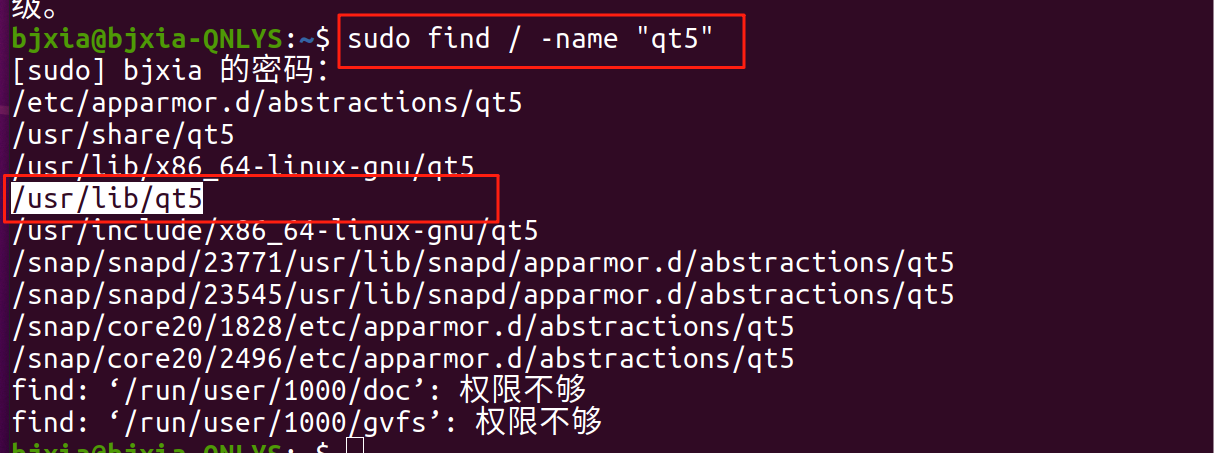 级。
bjxia@bjxia-QNLYS:~$ sudo find / -name "qt5"
[sudo] bjxia 的密码：
/etc/apparmor.d/abstractions/qt5
/usr/share/qt5
/usr/lib/x86_64-linux-gnu/qt5
/usr/lib/qt5
/usr/include/x86_64-linux-gnu/qt5
/snap/snapd/23771/usr/lib/snapd/apparmor.d/abstractions/qt5
/snap/snapd/23545/usr/lib/snapd/apparmor.d/abstractions/qt5
/snap/core20/1828/etc/apparmor.d/abstractions/qt5
/snap/core20/2496/etc/apparmor.d/abstractions/qt5
find: ‘/run/user/1000/doc’: 权限不够
find: ‘/run/user/1000/gvfs’: 权限不够
bjxia@bjxia-QNLYS:~$